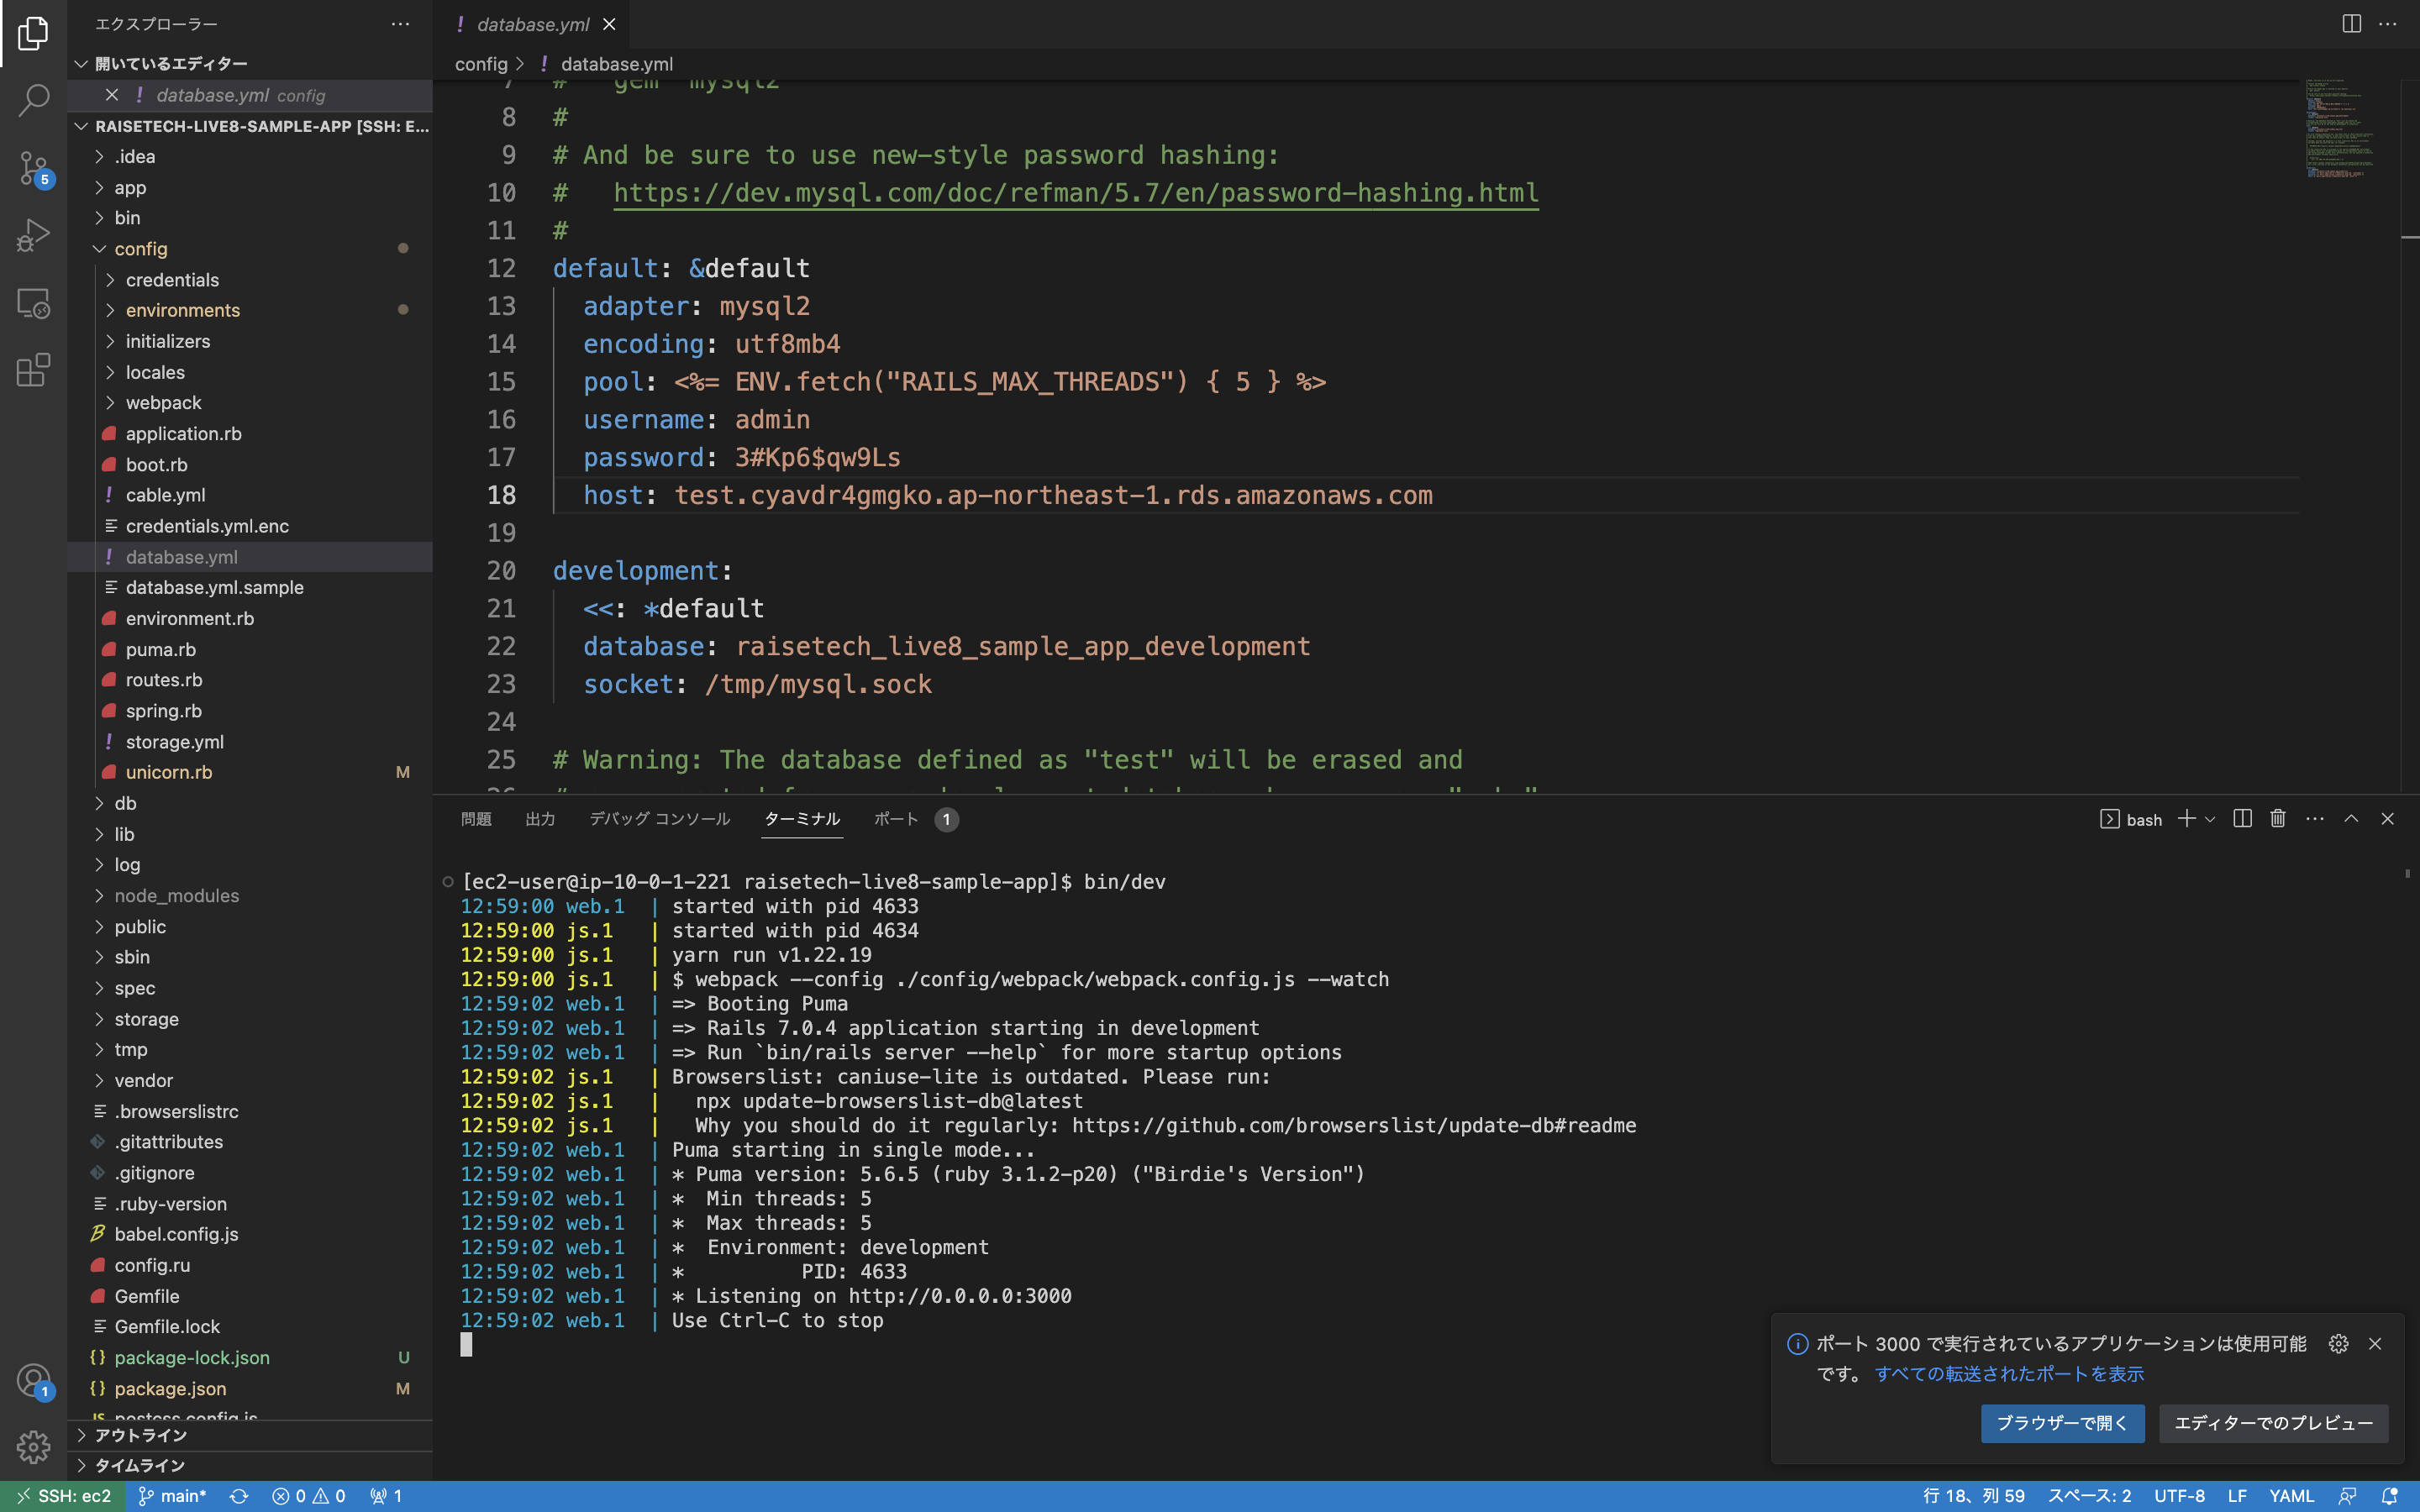 エクスプローラー
開いているエディター
database.yml config
RAISETECH-LIVE8-SAMPLE-APP [SSH: E...
.idea
app
bin
config
credentials
environments
initializers
locales
webpack
application.rb
boot.rb
cable.yml
credentials.yml.enc
database.yml
database.yml.sample
environment.rb
puma.rb
routes.rb
spring.rb
storage.yml
unicorn.rb M
db
lib
log
node_modules
public
sbin
spec
storage
tmp
vendor
.browserslistrc
.gitattributes
.gitignore
.ruby-version
babel.config.js
config.ru
Gemfile
Gemfile.lock
package-lock.json U
package.json M
postcss.config.js
アウトライン
タイムライン
5
1
database.yml
config > database.yml
7 # gem 'mysql2'
8 #
9 # And be sure to use new-style password hashing:
10 # https://dev.mysql.com/doc/refman/5.7/en/password-hashing.html
11 #
12 default: &default
13 adapter: mysql2
14 encoding: utf8mb4
15 pool: <%= ENV.fetch("RAILS_MAX_THREADS") { 5 } %>
16 username: admin
17 password: 3#Kp6$qw9Ls
18 host: test.cyavdr4gmgko.ap-northeast-1.rds.amazonaws.com
19
20 development:
21 <<: *default
22 database: raisetech_live8_sample_app_development
23 socket: /tmp/mysql.sock
24
25 # Warning: The database defined as "test" will be erased and
問題 出力 デバッグ コンソール ターミナル ポート 1
bash
[ec2-user@ip-10-0-1-221 raisetech-live8-sample-app]$ bin/dev
12:59:00 web.1 | started with pid 4633
12:59:00 js.1 | started with pid 4634
12:59:00 js.1 | yarn run v1.22.19
12:59:00 js.1 | $ webpack --config ./config/webpack/webpack.config.js --watch
12:59:02 web.1 | => Booting Puma
12:59:02 web.1 | => Rails 7.0.4 application starting in development
12:59:02 web.1 | => Run `bin/rails server --help` for more startup options
12:59:02 js.1 | Browserslist: caniuse-lite is outdated. Please run:
12:59:02 js.1 | npx update-browserslist-db@latest
12:59:02 js.1 | Why you should do it regularly: https://github.com/browserslist/update-db#readme
12:59:02 web.1 | Puma starting in single mode...
12:59:02 web.1 | * Puma version: 5.6.5 (ruby 3.1.2-p20) ("Birdie's Version")
12:59:02 web.1 | * Min threads: 5
12:59:02 web.1 | * Max threads: 5
12:59:02 web.1 | * Environment: development
12:59:02 web.1 | * PID: 4633
12:59:02 web.1 | * Listening on http://0.0.0.0:3000
12:59:02 web.1 | Use Ctrl-C to stop
ポート 3000 で実行されているアプリケーションは使用可能
です。 すべての転送されたポートを表示
ブラウザーで開く エディターでのプレビュー
SSH: ec2 main* 0 0 1
行 18、列 59 スペース: 2 UTF-8 LF YAML